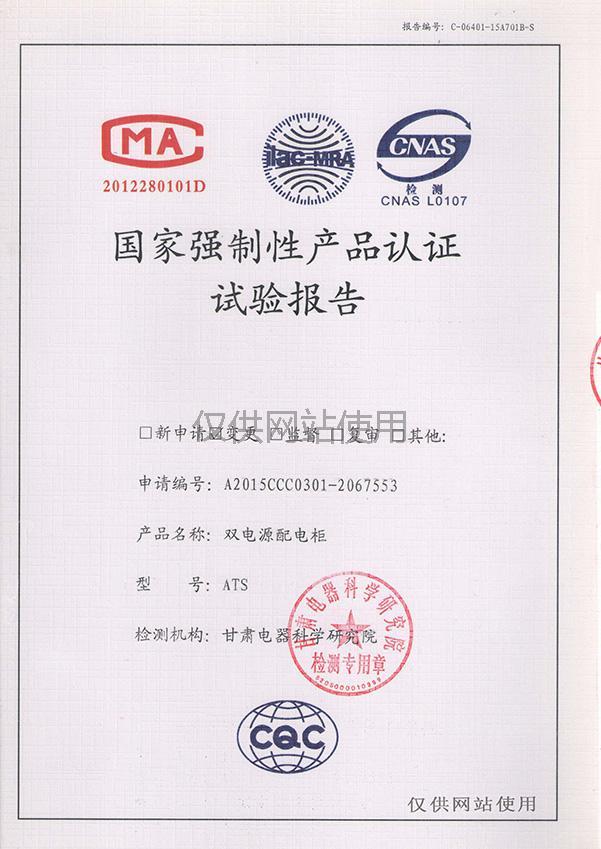 报告编号: C-06401-15A701B-S
CMA
2012280101D
ilac-MRA
CNAS
检测
CNAS L0107
国家强制性产品认证
试验报告
仅供网站使用
□新申请☑变更 □监督 □复审 □其他:
申请编号: A2015CCC0301-2067553
产品名称: 双电源配电柜
型 号: ATS
检测机构: 甘肃电器科学研究院
甘肃电器科学研究院
检测专用章
CQC
仅供网站使用